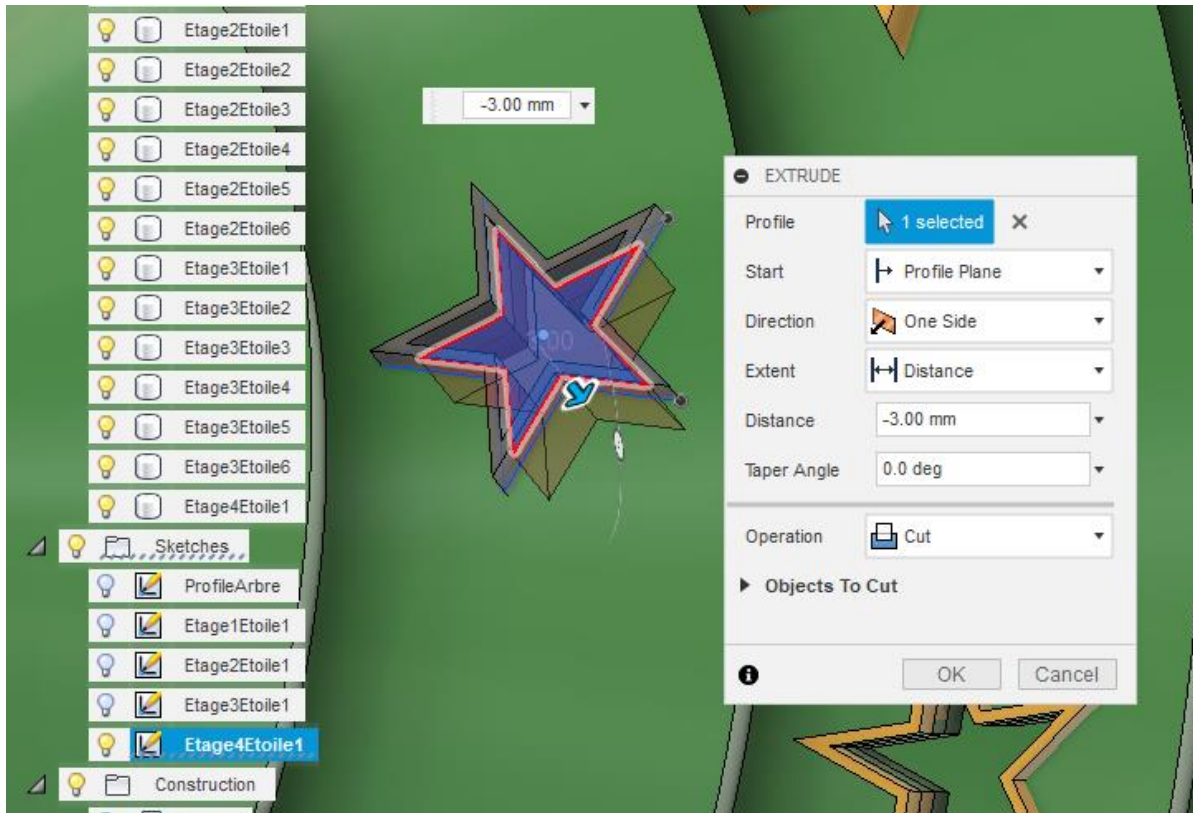 Etage2Etoile1
Etage2Etoile2
Etage2Etoile3
Etage2Etoile4
Etage2Etoile5
Etage2Etoile6
Etage3Etoile1
Etage3Etoile2
Etage3Etoile3
Etage3Etoile4
Etage3Etoile5
Etage3Etoile6
Etage4Etoile1
Sketches
ProfileArbre
Etage1Etoile1
Etage2Etoile1
Etage3Etoile1
Etage4Etoile1
Construction
-3.00 mm
EXTRUDE
Profile 1 selected
Start Profile Plane
Direction One Side
Extent Distance
Distance -3.00 mm
Taper Angle 0.0 deg
Operation Cut
Objects To Cut
OK Cancel